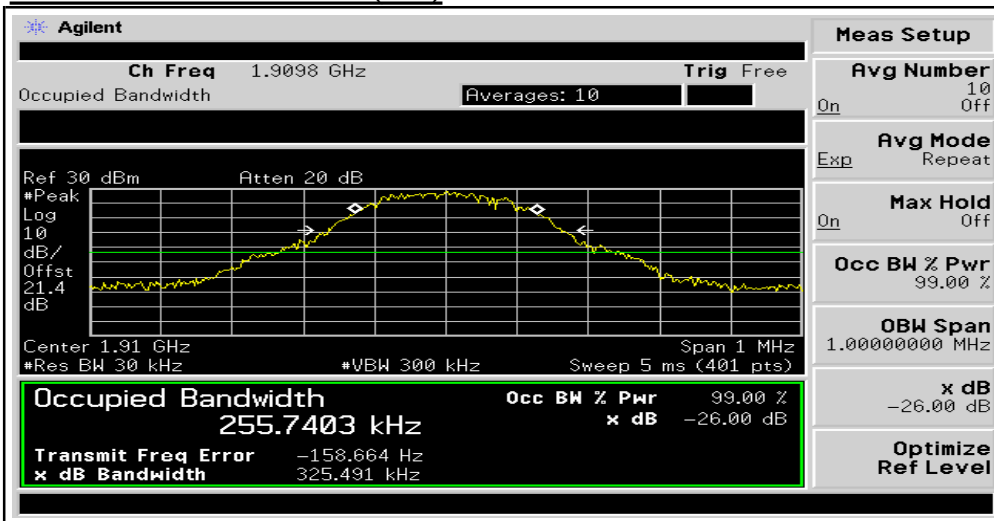 Agilent
Ch Freq 1.9098 GHz Trig Free
Occupied Bandwidth Averages: 10
Ref 30 dBm Atten 20 dB
#Peak
Log
10
dB/
Offst
21.4
dB
Center 1.91 GHz Span 1 MHz
#Res BW 30 kHz #VBW 300 kHz Sweep 5 ms (401 pts)
Occupied Bandwidth Occ BW % Pwr 99.00 %
255.7403 kHz x dB -26.00 dB
Transmit Freq Error -158.664 Hz
x dB Bandwidth 325.491 kHz
Meas Setup
Avg Number
10
On Off
Avg Mode
Exp Repeat
Max Hold
On Off
Occ BW % Pwr
99.00 %
OBW Span
1.00000000 MHz
x dB
-26.00 dB
Optimize
Ref Level